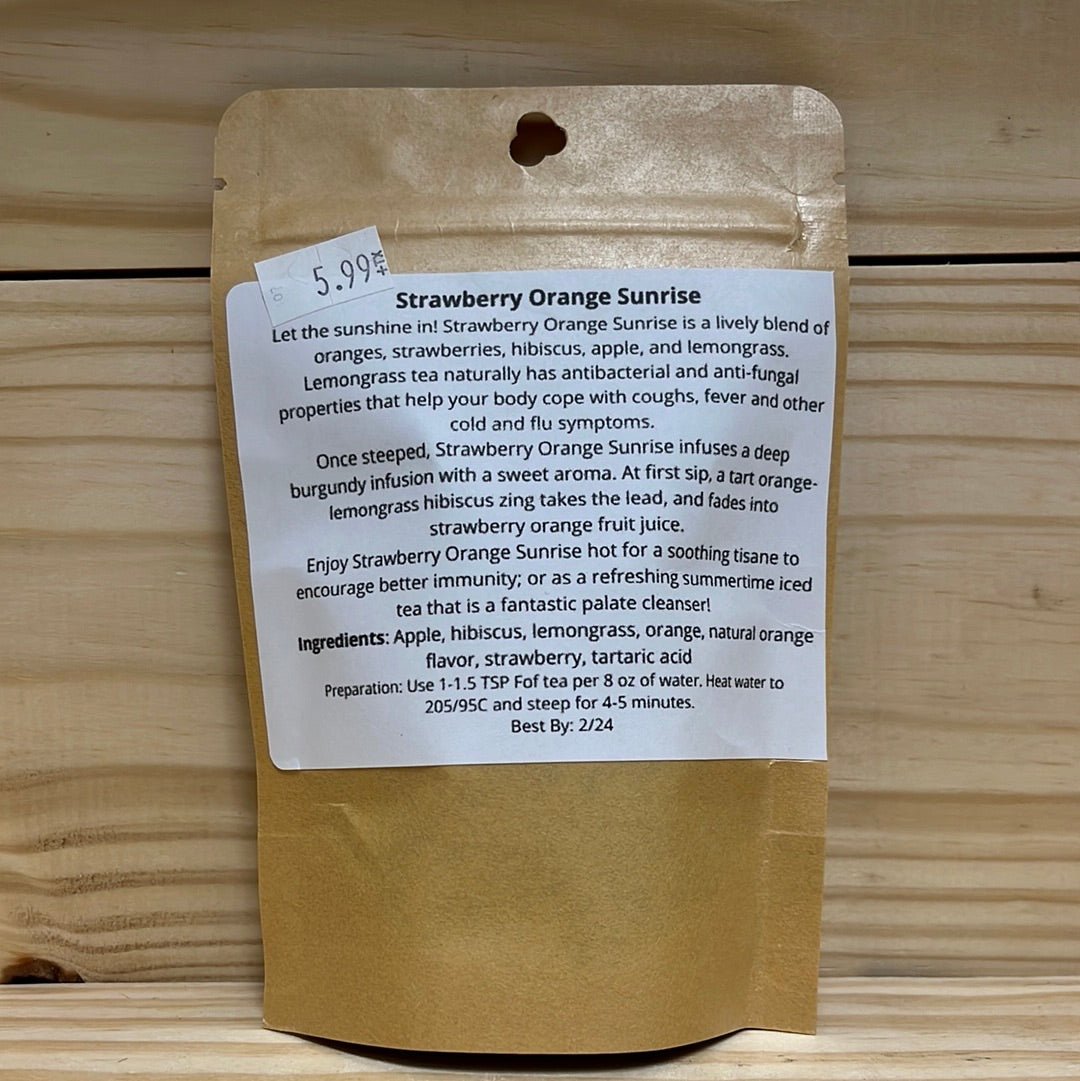 5.99
Strawberry Orange Sunrise
Let the sunshine in! Strawberry Orange Sunrise is a lively blend of
oranges, strawberries, hibiscus, apple, and lemongrass.
Lemongrass tea naturally has antibacterial and anti-fungal
properties that help your body cope with coughs, fever and other
cold and flu symptoms.
Once steeped, Strawberry Orange Sunrise infuses a deep
burgundy infusion with a sweet aroma. At first sip, a tart orange-
lemongrass hibiscus zing takes the lead, and fades into
strawberry orange fruit juice.
Enjoy Strawberry Orange Sunrise hot for a soothing tisane to
encourage better immunity; or as a refreshing summertime iced
tea that is a fantastic palate cleanser!
Ingredients: Apple, hibiscus, lemongrass, orange, natural orange
flavor, strawberry, tartaric acid
Preparation: Use 1-1.5 TSP Fof tea per 8 oz of water. Heat water to
205/95C and steep for 4-5 minutes.
Best By: 2/24